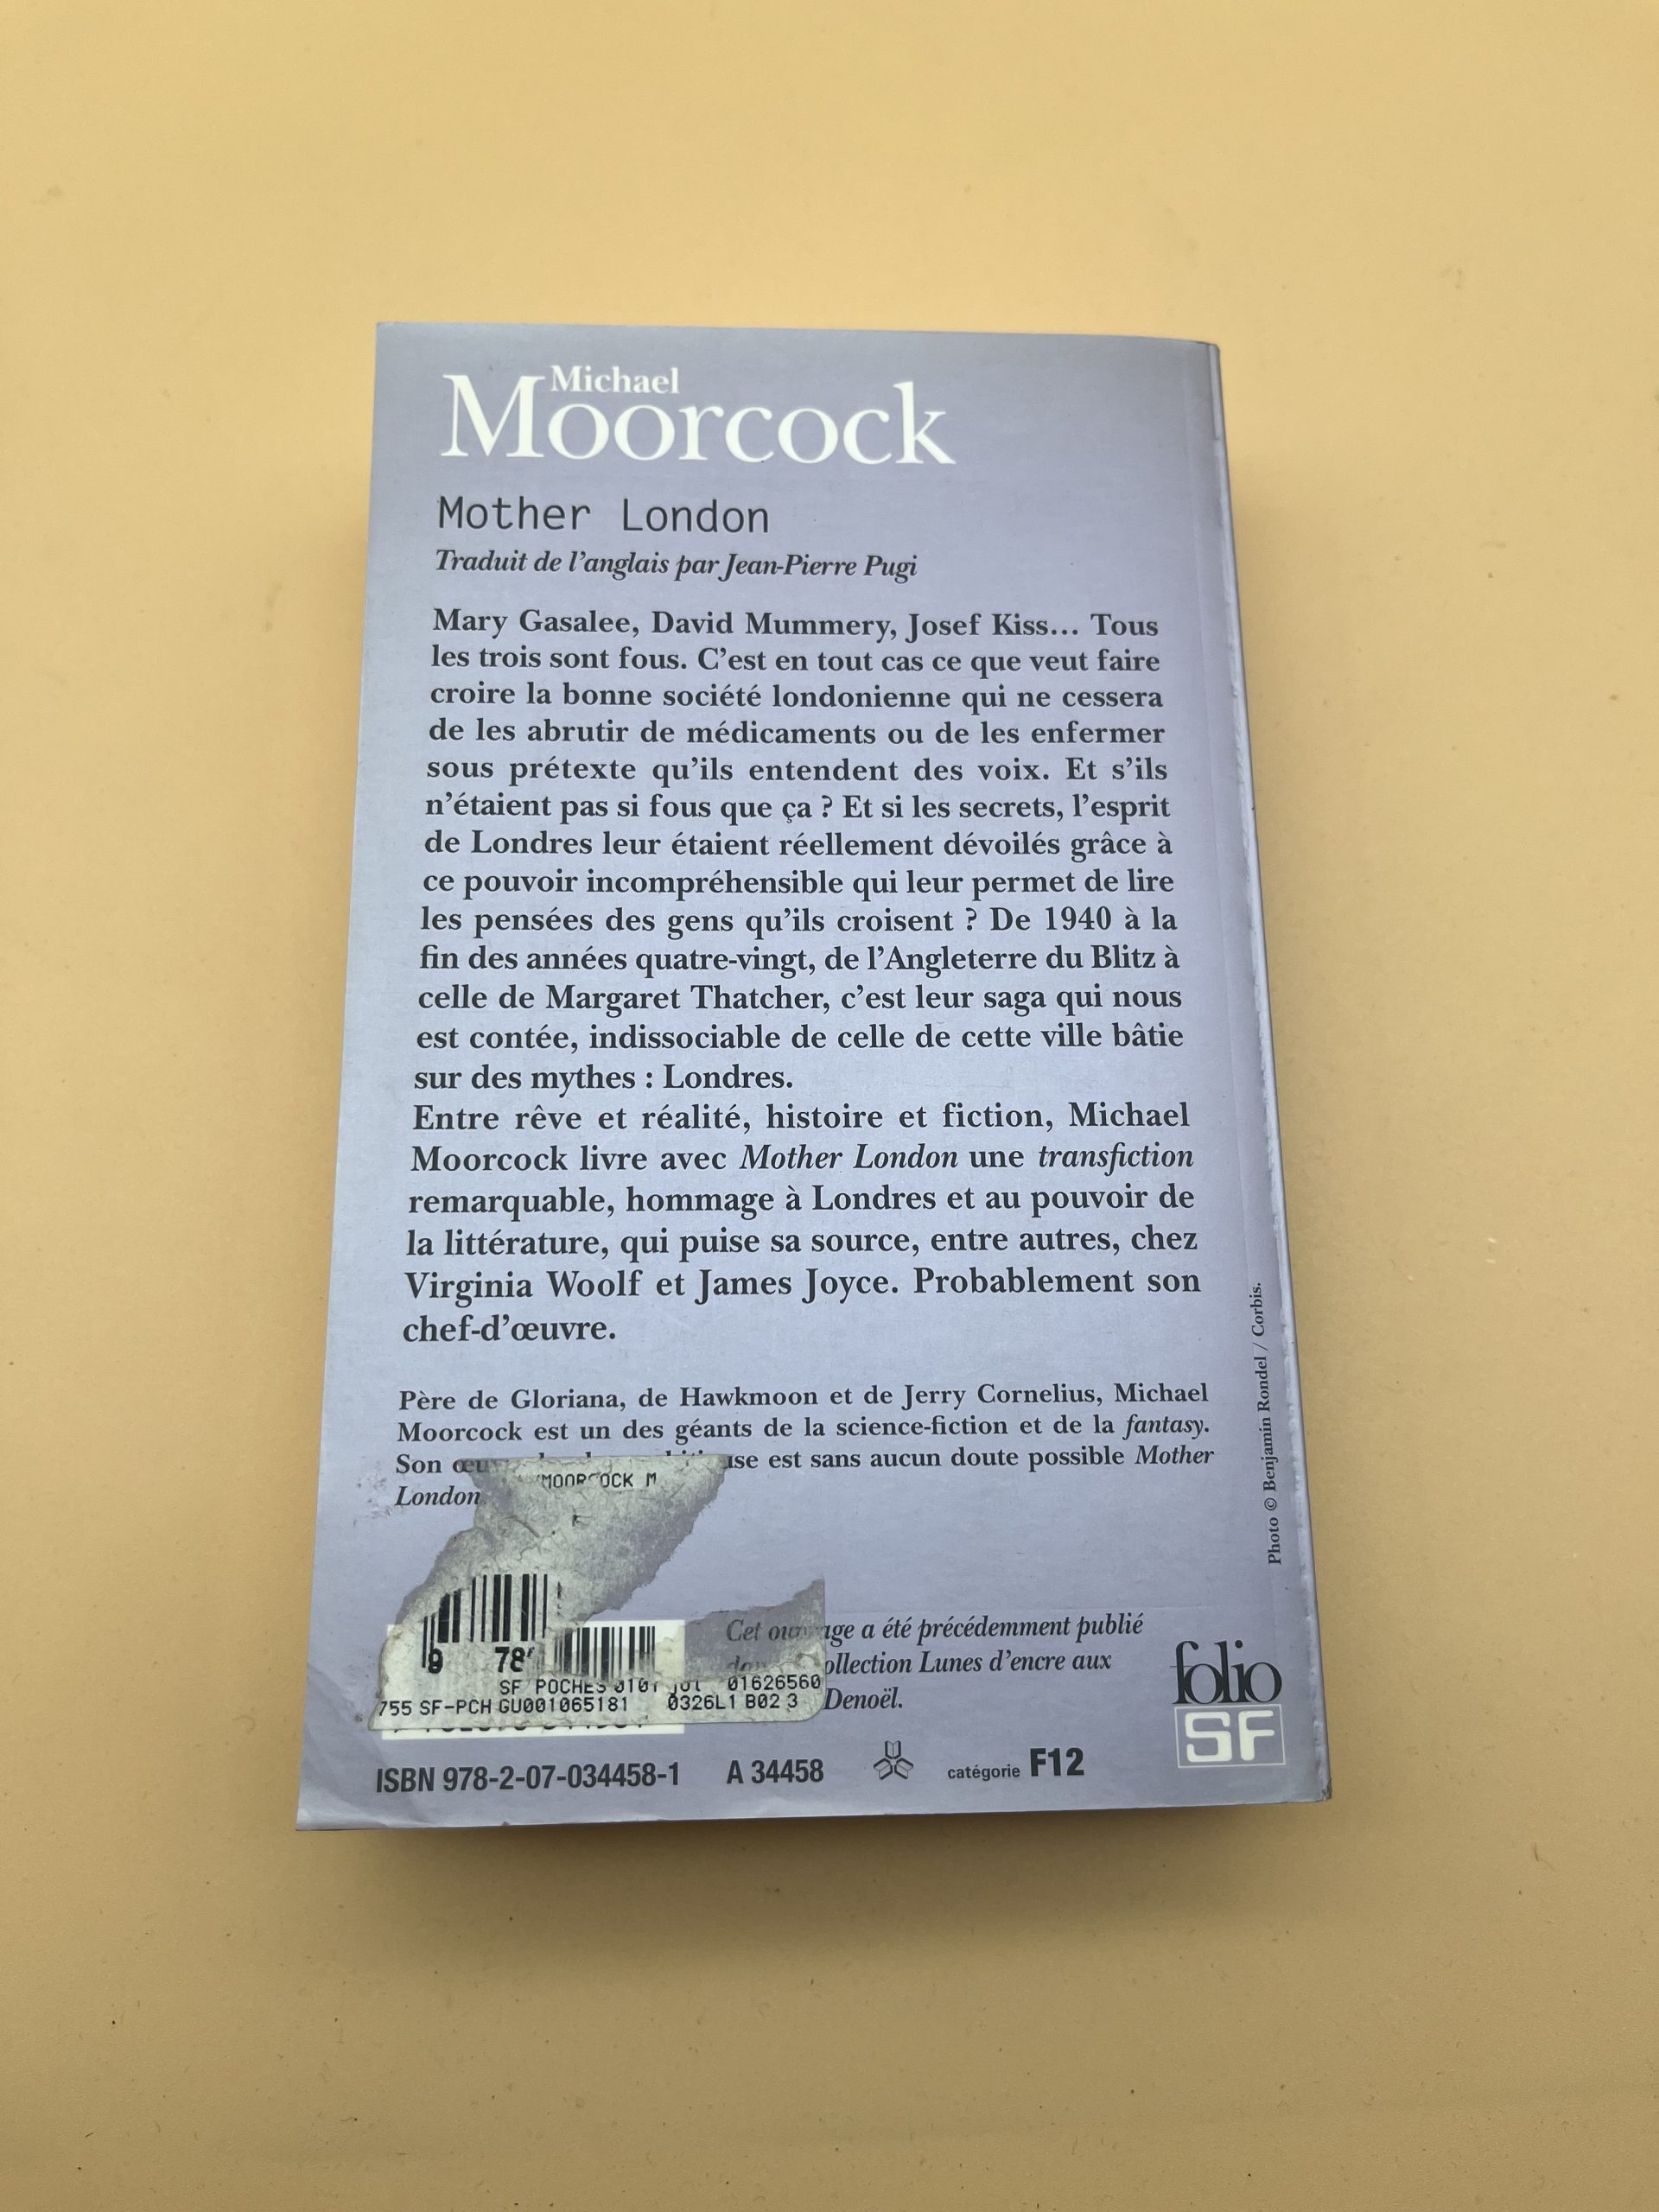 Michael
Moorcock
Mother London
Traduit de l'anglais par Jean-Pierre Pugi
Mary Gasalee, David Mummery, Josef Kiss... Tous
les trois sont fous. C'est en tout cas ce que veut faire
croire la bonne société londonienne qui ne cessera
de les abrutir de médicaments ou de les enfermer
sous prétexte qu'ils entendent des voix. Et s'ils
n'étaient pas si fous que ça ? Et si les secrets, l'esprit
de Londres leur étaient réellement dévoilés grâce à
ce pouvoir incompréhensible qui leur permet de lire
les pensées des gens qu'ils croisent ? De 1940 à la
fin des années quatre-vingt, de l'Angleterre du Blitz à
celle de Margaret Thatcher, c'est leur saga qui nous
est contée, indissociable de celle de cette ville bâtie
sur des mythes : Londres.
Entre rêve et réalité, histoire et fiction, Michael
Moorcock livre avec Mother London une transfiction
remarquable, hommage à Londres et au pouvoir de
la littérature, qui puise sa source, entre autres, chez
Virginia Woolf et James Joyce. Probablement son
chef-d'œuvre.
Père de Gloriana, de Hawkmoon et de Jerry Cornelius, Michael
Moorcock est un des géants de la science-fiction et de la fantasy.
Son est sans aucun doute possible Mother
London
MOORCOCK M
Cet a été précédemment publié
Lunes d'encre aux
Denoël.
9 78
SF POCHES 01626560
755 SF-PCH GU001065181 0326L1 B02 3
ISBN 978-2-07-034458-1 A 34458 catégorie F12
folio
SF
Photo © Benjamin Rondel / Corbis.